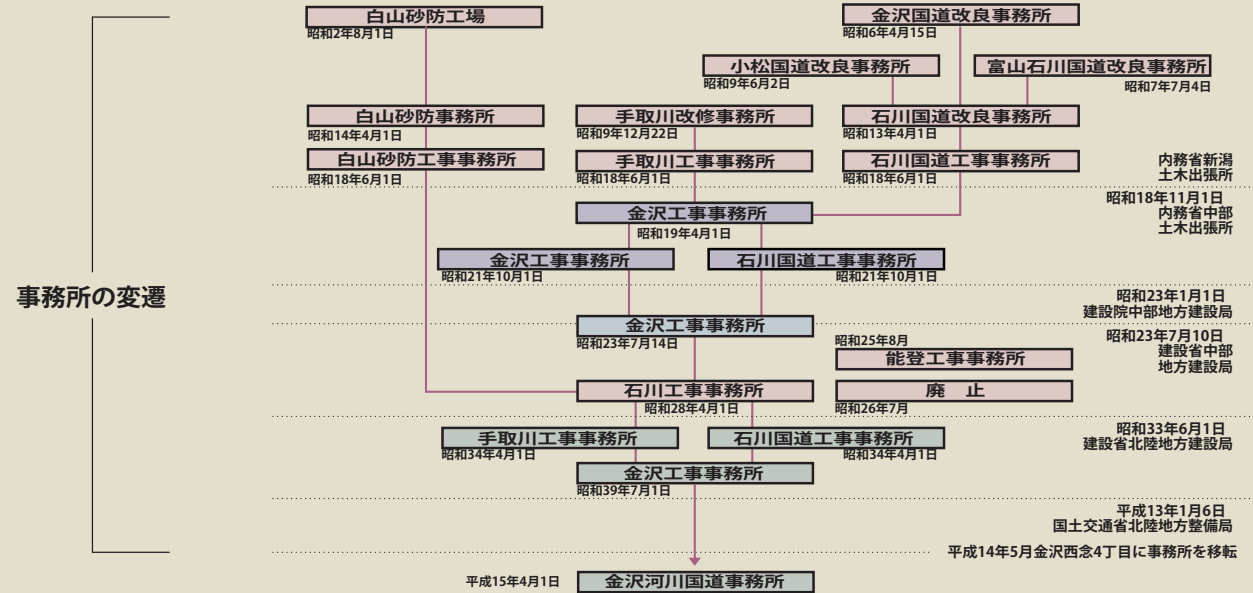 白山砂防工場
昭和2年8月1日
金沢国道改良事務所
昭和6年4月15日
小松国道改良事務所
昭和9年6月2日
富山石川国道改良事務所
昭和7年7月4日
白山砂防事務所
昭和14年4月1日
手取川改修事務所
昭和9年12月22日
石川国道改良事務所
昭和13年4月1日
白山砂防工事事務所
昭和18年6月1日
手取川工事事務所
昭和18年6月1日
石川国道工事事務所
昭和18年6月1日
内務省新潟
土木出張所
昭和18年11月1日
内務省中部
土木出張所
金沢工事事務所
昭和19年4月1日
金沢工事事務所
昭和21年10月1日
石川国道工事事務所
昭和21年10月1日
事務所の変遷
昭和23年1月1日
建設院中部地方建設局
金沢工事事務所
昭和23年7月14日
昭和23年7月10日
建設省中部
地方建設局
昭和25年8月
能登工事事務所
石川工事事務所
昭和28年4月1日
廃 止
昭和26年7月
昭和33年6月1日
建設省北陸地方建設局
手取川工事事務所
昭和34年4月1日
石川国道工事事務所
昭和34年4月1日
金沢工事事務所
昭和39年7月1日
平成13年1月6日
国土交通省北陸地方整備局
平成14年5月金沢西念4丁目に事務所を移転
平成15年4月1日
金沢河川国道事務所